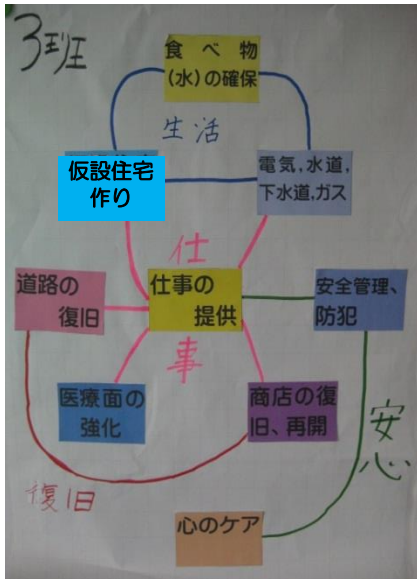 3班
食べ物
(水)の確保
生活
仮設住宅
作り
電気,水道,
下水道,ガス
仕
道路の
復旧
仕事の
提供
安全管理、
防犯
事
医療面の
強化
商店の復
旧、再開
安
心
復旧
心のケア